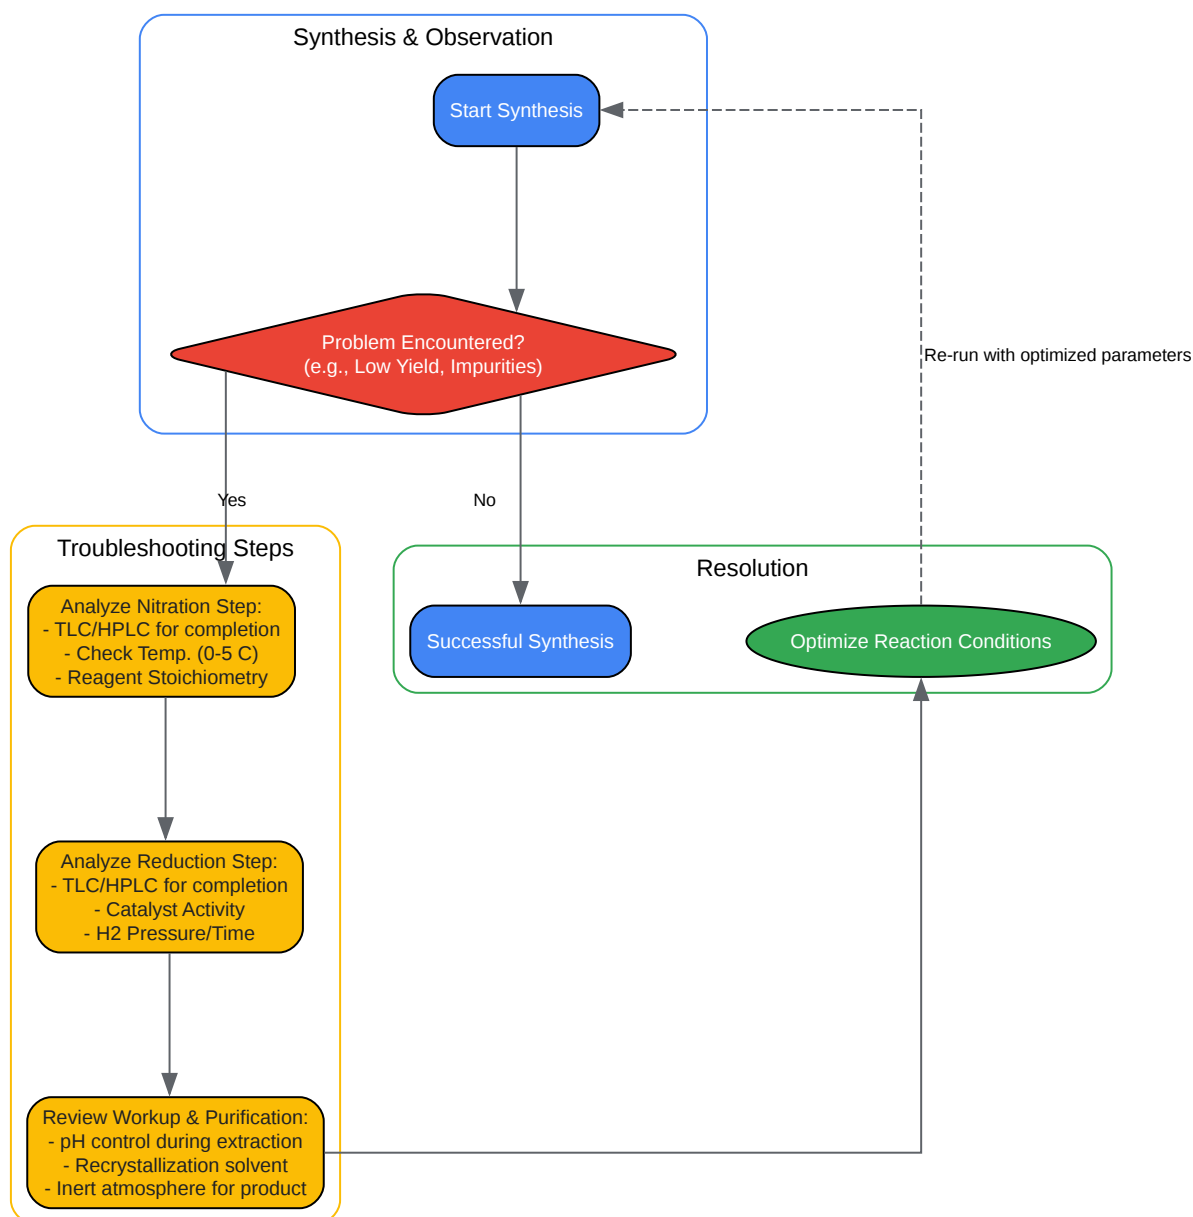 Synthesis & Observation
Start Synthesis
Problem Encountered?
(e.g., Low Yield, Impurities)
Re-run with optimized parameters
Yes
No
Troubleshooting Steps
Analyze Nitration Step:
- TLC/HPLC for completion
- Check Temp. (0-5 C)
- Reagent Stoichiometry
Resolution
Successful Synthesis
Optimize Reaction Conditions
Analyze Reduction Step:
- TLC/HPLC for completion
- Catalyst Activity
- H2 Pressure/Time
Review Workup & Purification:
- pH control during extraction
- Recrystallization solvent
- Inert atmosphere for product